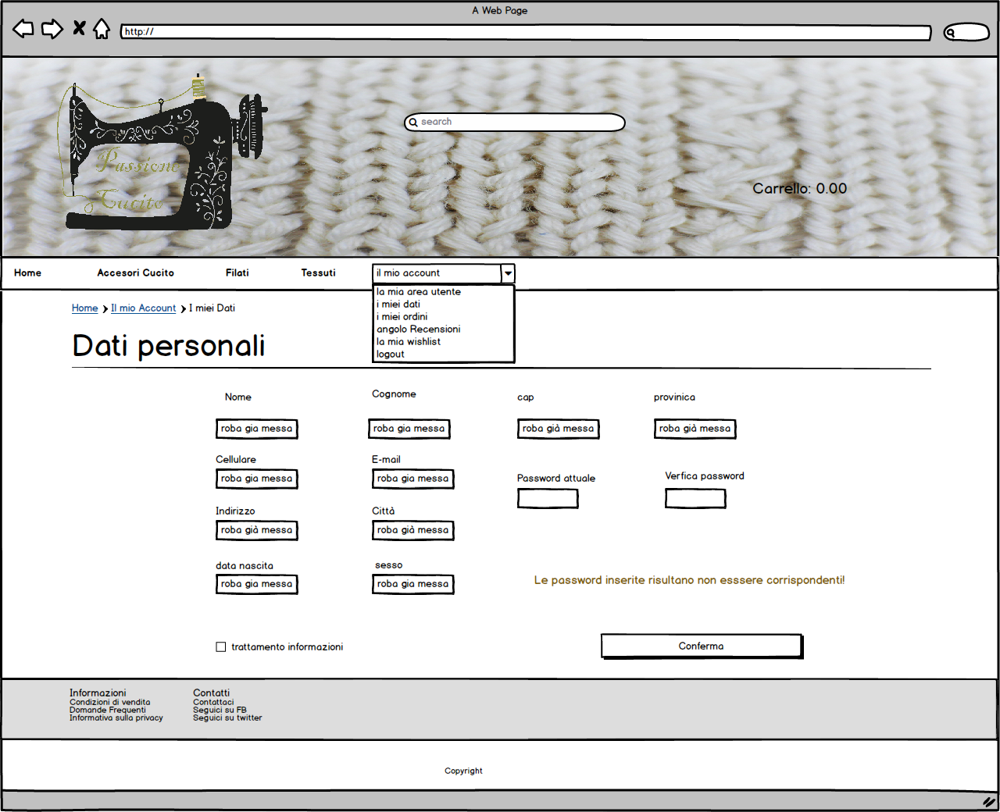 A Web Page
http://
search
Passione
Cucito
Carrello: 0.00
Home
Accesori Cucito
Filati
Tessuti
il mio account
la mia area utente
i miei dati
i miei ordini
angolo Recensioni
la mia wishlist
logout
Home
Il mio Account
I miei Dati
Dati personali
Nome
Cognome
cap
provinica
roba gia messa
roba gia messa
roba già messa
roba già messa
Cellulare
E-mail
Password attuale
Verfica password
roba gia messa
roba gia messa
Indirizzo
Città
roba già messa
roba già messa
data nascita
sesso
roba gia messa
roba gia messa
Le password inserite risultano non esssere corrispondenti!
trattamento informazioni
Conferma
Informazioni
Condizioni di vendita
Domande Frequenti
Informativa sulla privacy
Contatti
Contattaci
Seguici su FB
Seguici su twitter
Copyright